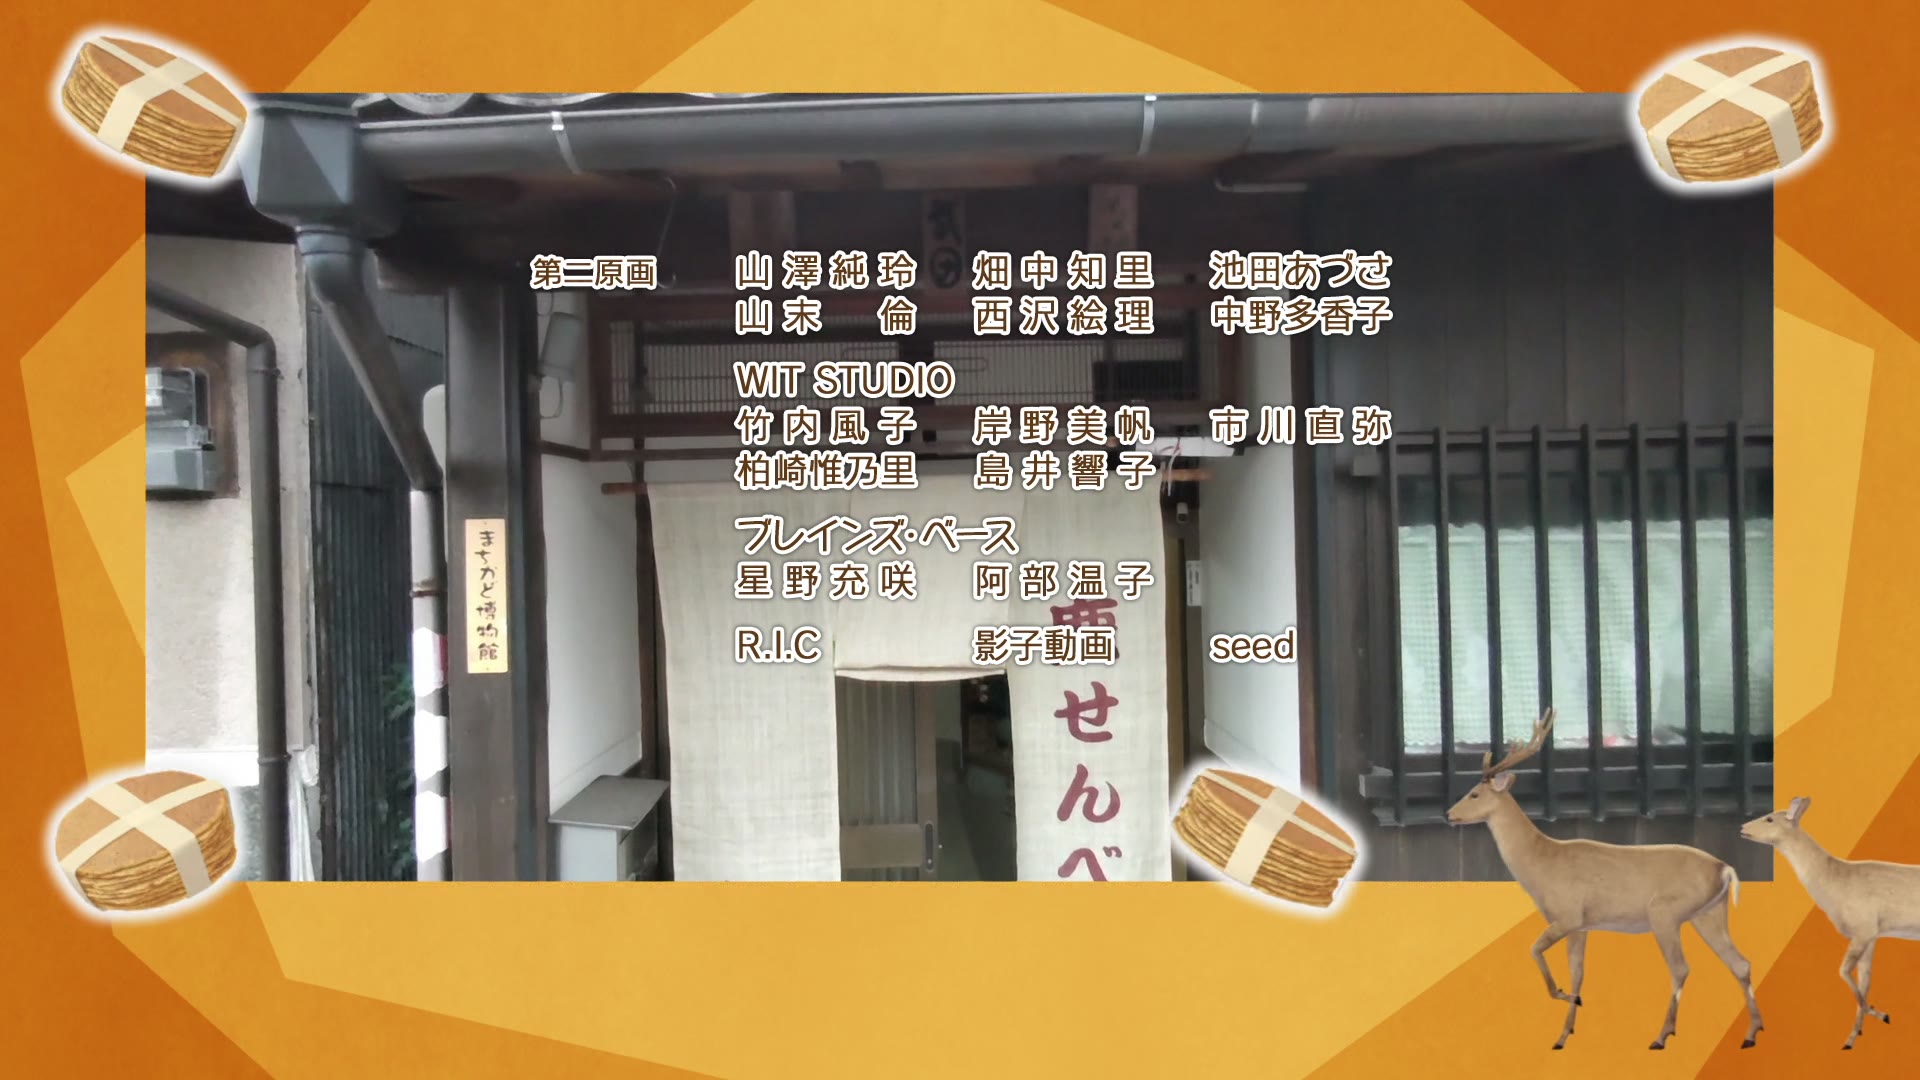 第二原画 山澤純玲 畑中知里 池田あづさ
山末倫 西沢絵理 中野多香子
WIT STUDIO
竹内風子 岸野美帆 市川直弥
柏崎惟乃里 島井響子
ブレインズ・ベース
星野充咲 阿部温子
R.I.C 影子動画 seed
まちかど博物館
鹿せんべ